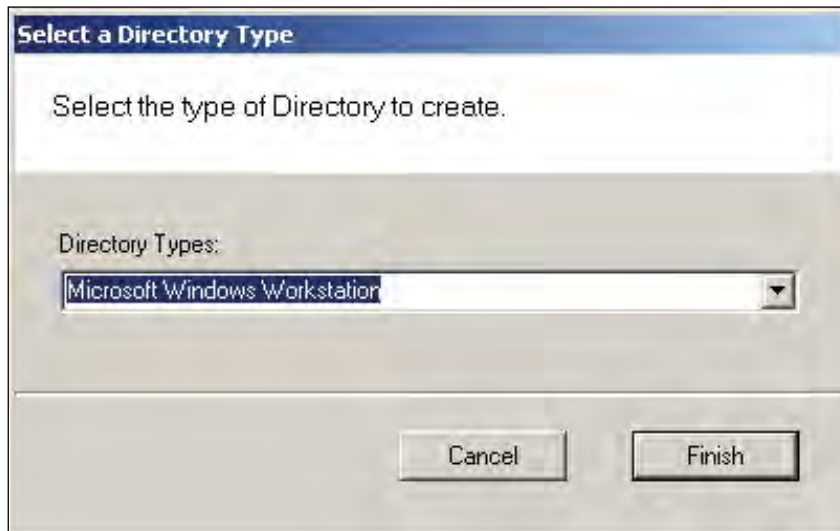 Select a Directory Type
Select the type of Directory to create.
Directory Types:
Microsoft Windows Workstation
Cancel Finish